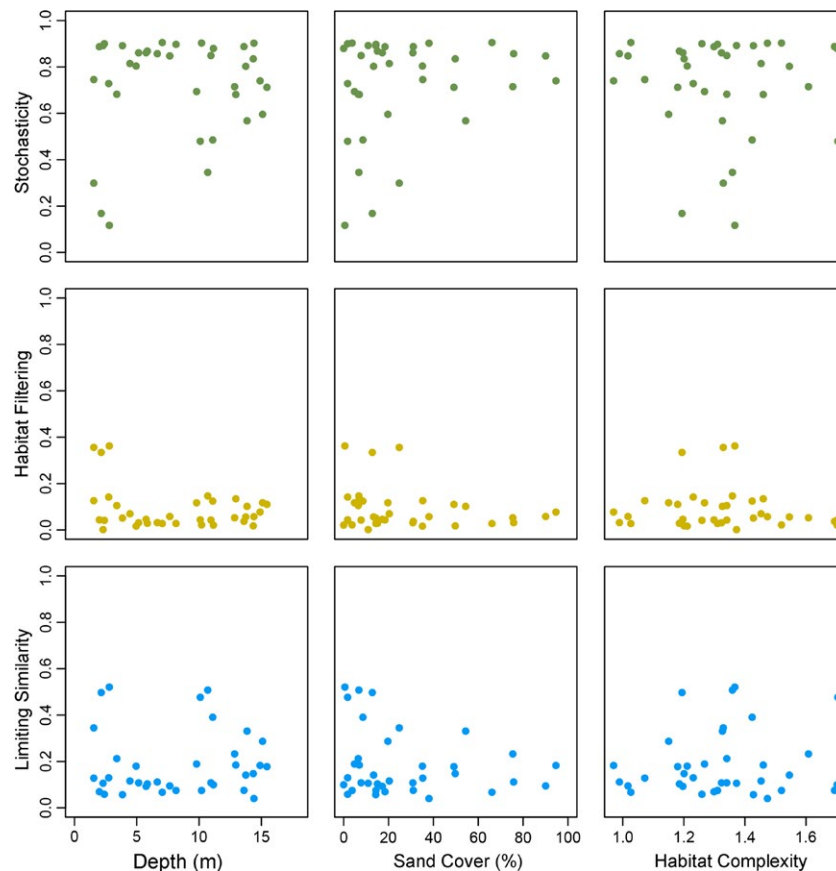 Stochasticity
0.0 0.2 0.4 0.6 0.8 1.0
Habitat Filtering
0.0 0.2 0.4 0.6 0.8 1.0
Limiting Similarity
0.0 0.2 0.4 0.6 0.8 1.0
0 5 10 15
0 20 40 60 80 100
1.0 1.2 1.4 1.6
Depth (m)
Sand Cover (%)
Habitat Complexity